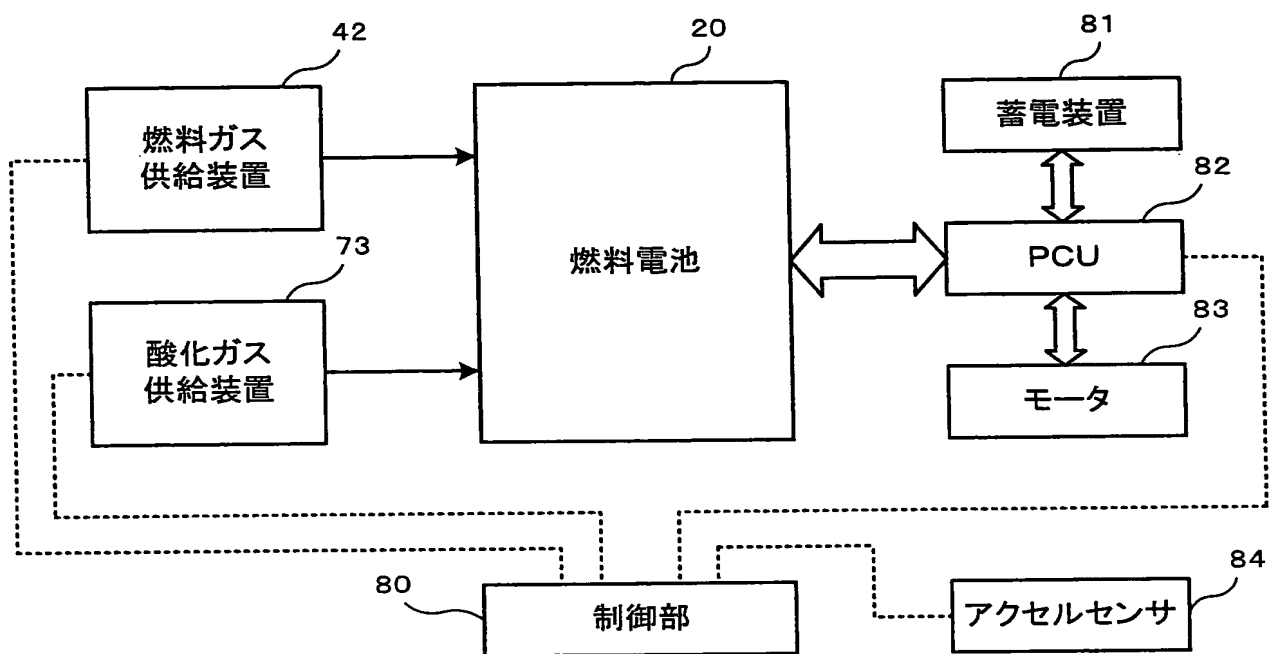 42
燃料ガス
供給装置
20
燃料電池
81
蓄電装置
82
PCU
73
酸化ガス
供給装置
83
モータ
80
制御部
84
アクセルセンサ